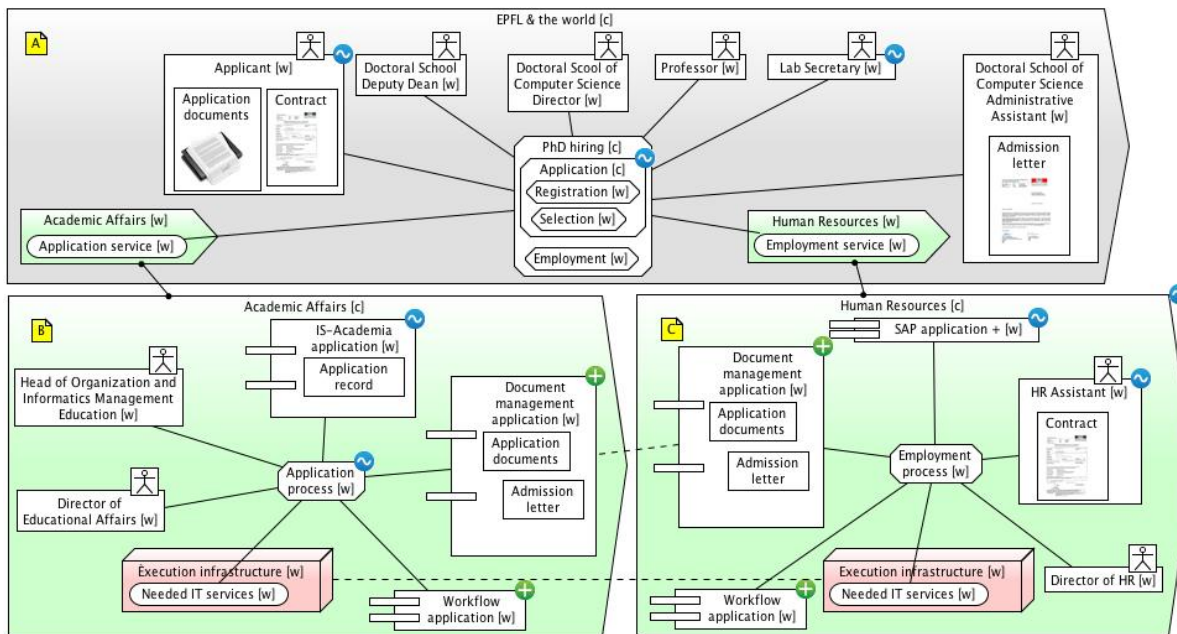 EPFL & the world [c]
A
Applicant [w]
Application
documents
Contract
Doctoral School
Deputy Dean [w]
Doctoral Scool of
Computer Science
Director [w]
Professor [w]
Lab Secretary [w]
Doctoral School of
Computer Science
Administrative
Assistant [w]
Admission
letter
PhD hiring [c]
Application [c]
Registration [w]
Selection [w]
Employment [w]
Academic Affairs [w]
Application service [w]
Human Resources [w]
Employment service [w]
Academic Affairs [c]
B
IS-Academia
application [w]
Application
record
Head of Organization and
Informatics Management
Education [w]
Document
management
application [w]
Application
documents
Admission
letter
Application
process [w]
Director of
Educational Affairs [w]
Execution infrastructure [w]
Needed IT services [w]
Workflow
application [w]
Human Resources [c]
C
SAP application + [w]
Document
management
application [w]
Application
documents
Admission
letter
HR Assistant [w]
Contract
Employment
process [w]
Execution infrastructure [w]
Needed IT services [w]
Director of HR [w]
Workflow
application [w]